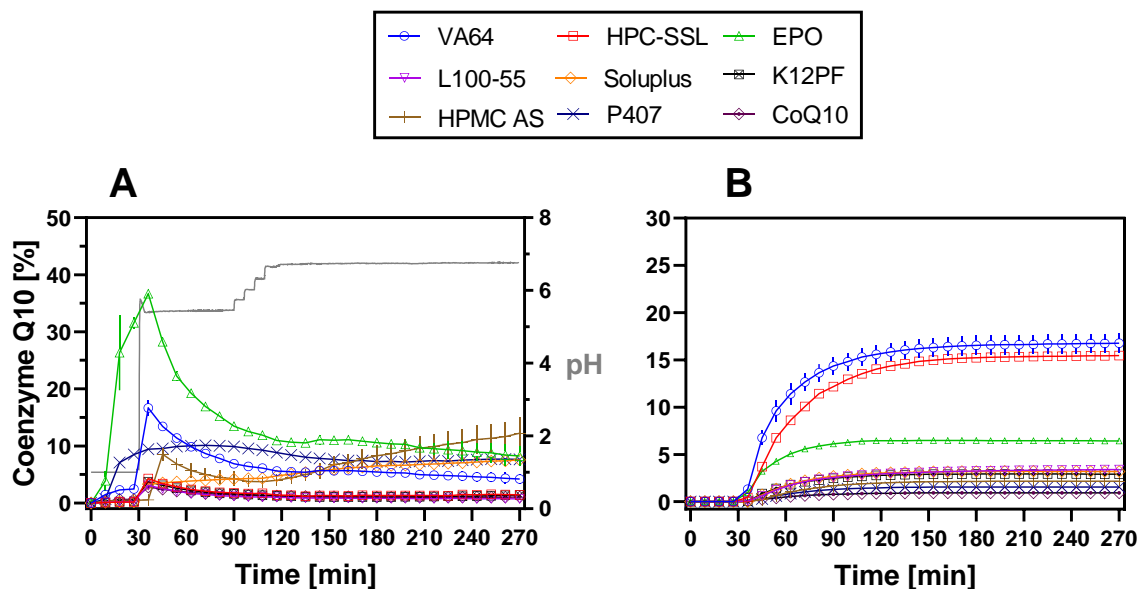 VA64 HPC-SSL EPO
L100-55 Soluplus K12PF
HPMC AS P407 CoQ10
A
B
50
40
30
20
10
0
Coenzyme Q10 [%]
8
6
4
2
0
pH
0 30 60 90 120 150 180 210 240 270
Time [min]
30
25
20
15
10
5
0
0 30 60 90 120 150 180 210 240 270
Time [min]